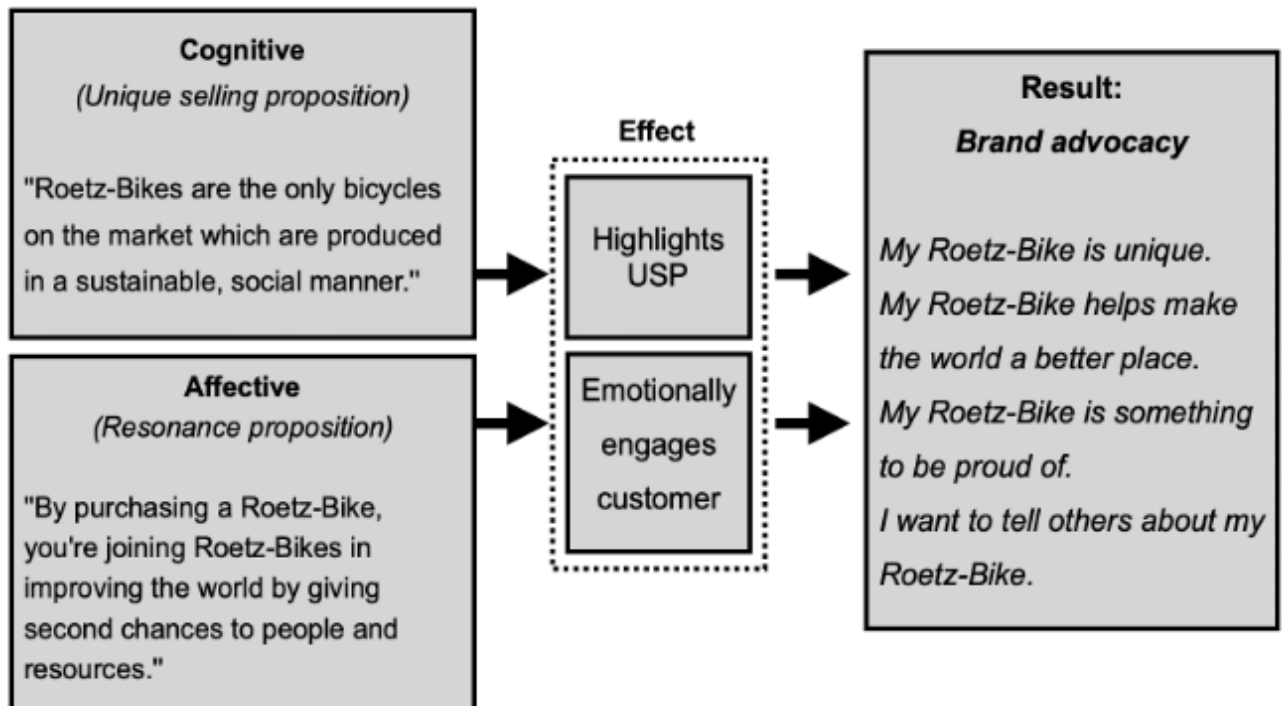 Cognitive
(Unique selling proposition)
"Roetz-Bikes are the only bicycles
on the market which are produced
in a sustainable, social manner."
Affective
(Resonance proposition)
"By purchasing a Roetz-Bike,
you're joining Roetz-Bikes in
improving the world by giving
second chances to people and
resources."
Effect
Highlights
USP
Emotionally
engages
customer
Result:
Brand advocacy
My Roetz-Bike is unique.
My Roetz-Bike helps make
the world a better place.
My Roetz-Bike is something
to be proud of.
I want to tell others about my
Roetz-Bike.